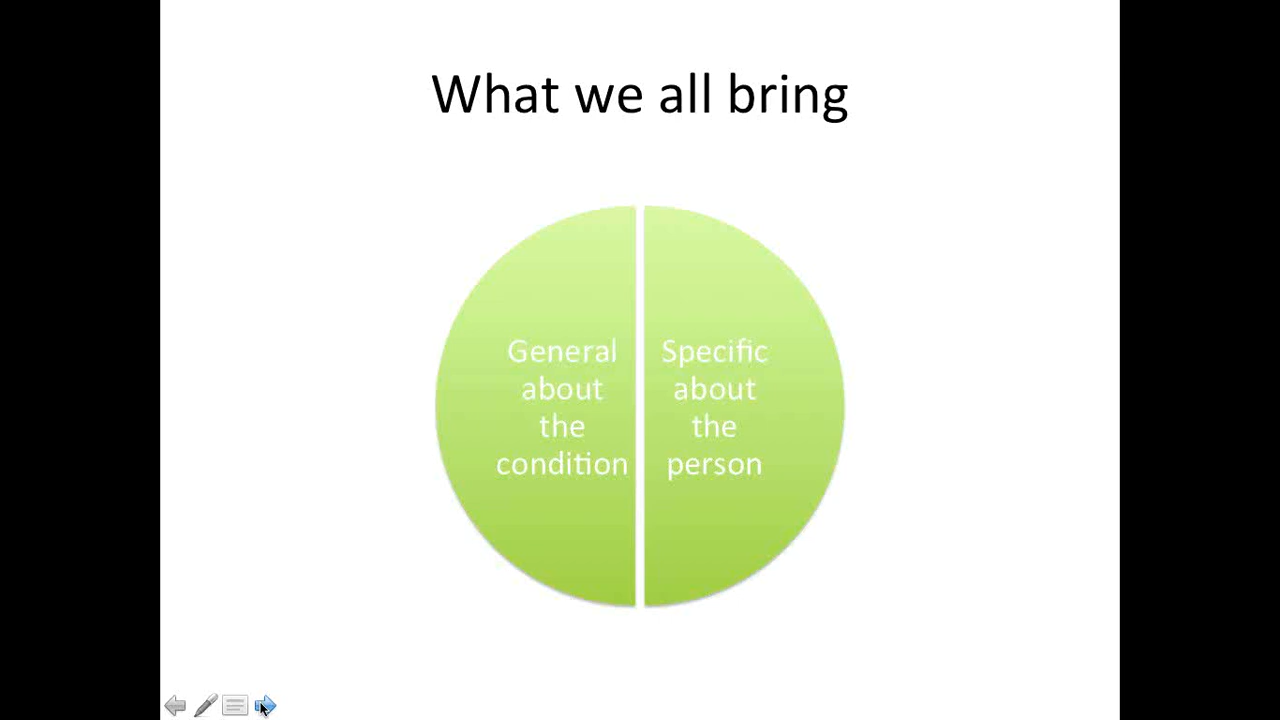 What we all bring
General
about
the
condition
Specific
about
the
person